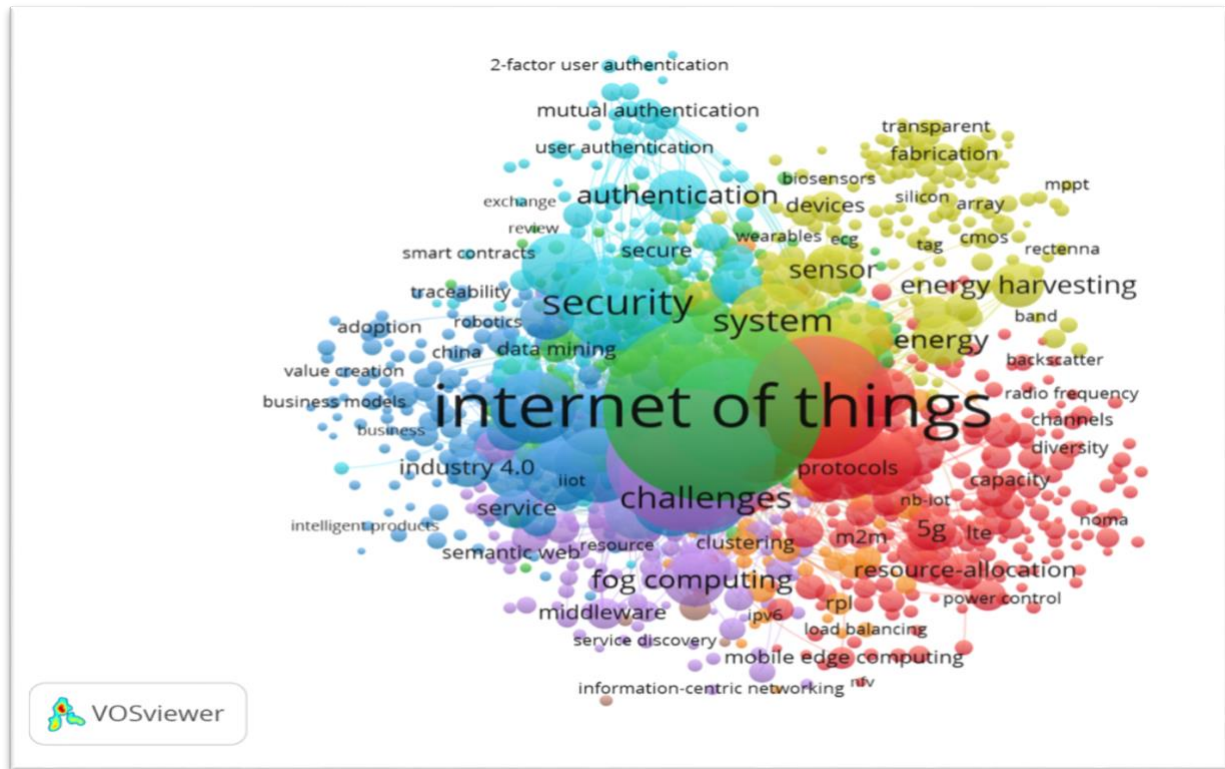 2-factor user authentication
mutual authentication
transparent
user authentication
fabrication
biosensors
mppt
authentication
silicon
exchange
devices
array
review
wearables
ecg
cmos
smart contracts
secure
tag
rectenna
sensor
energy harvesting
traceability
security
band
robotics
system
adoption
energy
china
data mining
backscatter
value creation
radio frequency
business models
internet of things
channels
business
diversity
industry 4.0
protocols
iiot
capacity
challenges
nb-iot
service
noma
intelligent products
5g
lte
m2m
semantic web
resource
clustering
resource-allocation
fog computing
power control
rpl
middleware
ipv6
load balancing
service discovery
mobile edge computing
nfv
information-centric networking
VOSviewer